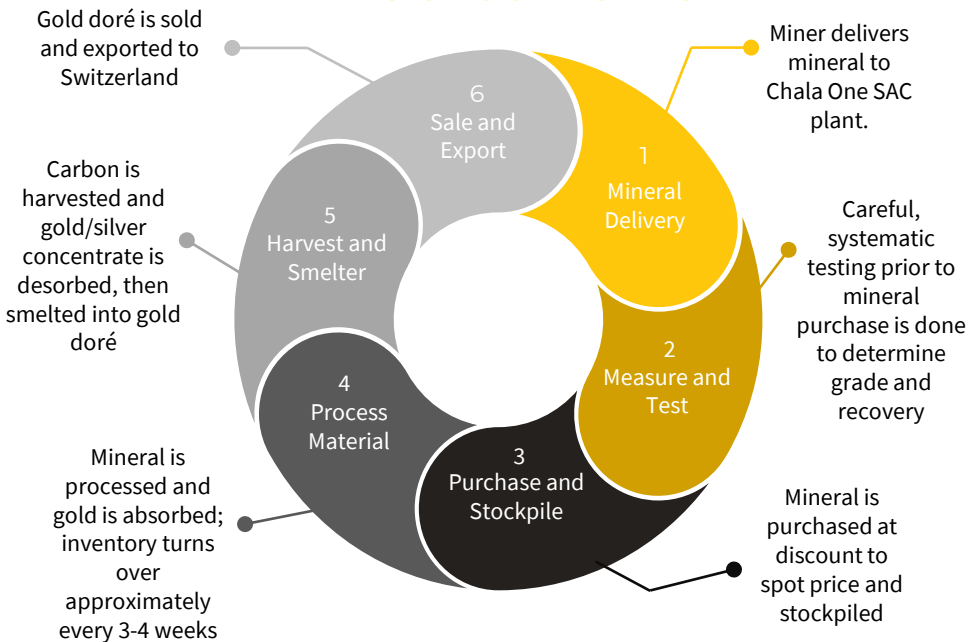 Gold doré is sold
and exported to
Switzerland
Miner delivers
mineral to
Chala One SAC
plant.
6
Sale and
Export
1
Mineral
Delivery
Carbon is
harvested and
gold/silver
concentrate is
desorbed, then
smelted into gold
doré
5
Harvest and
Smelter
Careful,
systematic
testing prior to
mineral
purchase is done
to determine
grade and
recovery
2
Measure and
Test
4
Process
Material
3
Purchase and
Stockpile
Mineral is
processed and
gold is absorbed;
inventory turns
over
approximately
every 3-4 weeks
Mineral is
purchased at
discount to
spot price and
stockpiled